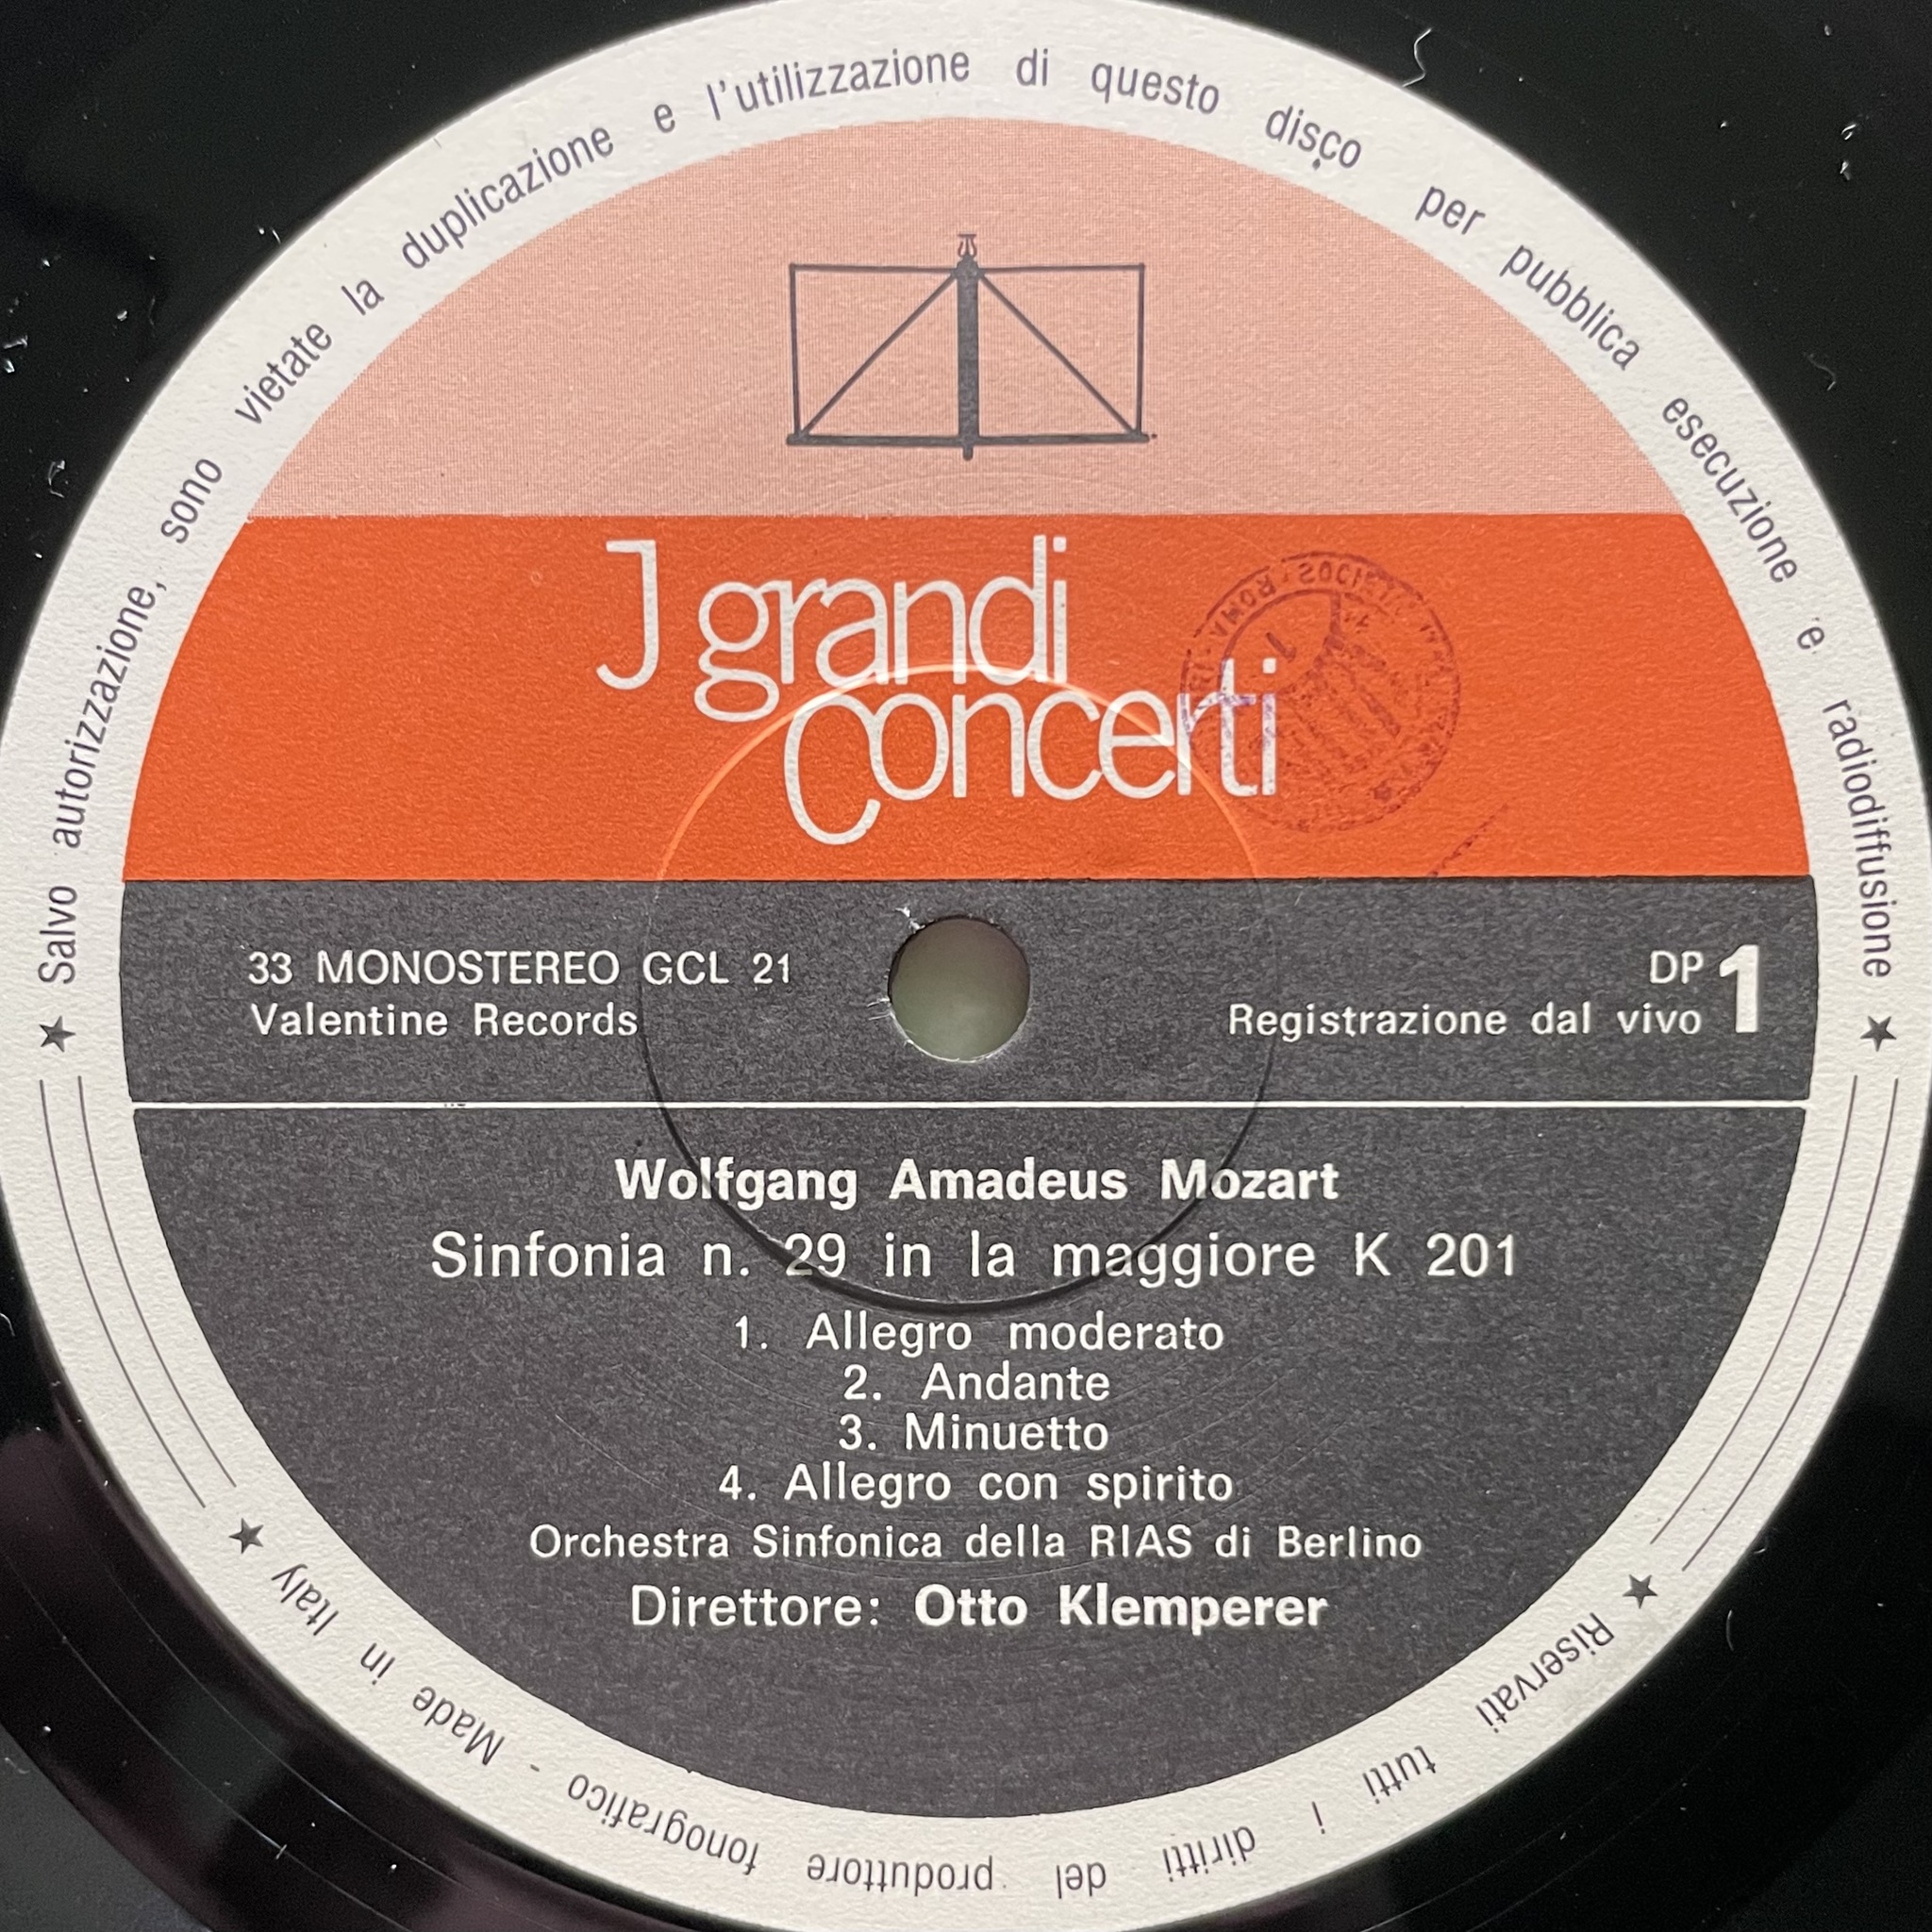 ★ Salvo autorizzazione, sono vietate la duplicazione e l'utilizzazione di questo disco per pubblica esecuzione e radiodiffusione ★
J grandi
concerti
33 MONOSTEREO GCL 21
Valentine Records
DP 1
Registrazione dal vivo
Wolfgang Amadeus Mozart
Sinfonia n. 29 in la maggiore K 201
1. Allegro moderato
2. Andante
3. Minuetto
4. Allegro con spirito
Orchestra Sinfonica della RIAS di Berlino
Direttore: Otto Klemperer
★ Riservati tutti i diritti del produttore fonografico - Made in Italy ★
ROMA